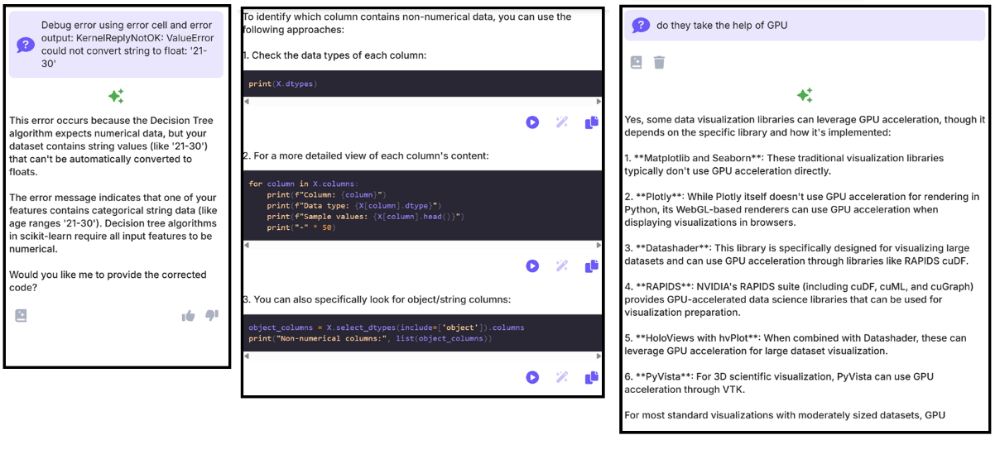 Debug error using error cell and error
output: KernelReplyNotOK: ValueError
could not convert string to float: '21-
30'
This error occurs because the Decision Tree
algorithm expects numerical data, but your
dataset contains string values (like '21-30')
that can't be automatically converted to
floats.
The error message indicates that one of your
features contains categorical string data (like
age ranges '21-30'). Decision tree algorithms
in scikit-learn require all input features to be
numerical.
Would you like me to provide the corrected
code?
To identify which column contains non-numerical data, you can use the
following approaches:
1. Check the data types of each column:
print(X.dtypes)
2. For a more detailed view of each column's content:
for column in X.columns:
    print(f"Column: {column}")
    print(f"Data type: {X[column].dtype}")
    print(f"Sample values: {X[column].head()}")
    print("-" * 50)
3. You can also specifically look for object/string columns:
object_columns = X.select_dtypes(include=['object']).columns
print("Non-numerical columns:", list(object_columns))
do they take the help of GPU
Yes, some data visualization libraries can leverage GPU acceleration, though it
depends on the specific library and how it's implemented:
1. **Matplotlib and Seaborn**: These traditional visualization libraries
typically don't use GPU acceleration directly.
2. **Plotly**: While Plotly itself doesn't use GPU acceleration for rendering in
Python, its WebGL-based renderers can use GPU acceleration when
displaying visualizations in browsers.
3. **Datashader**: This library is specifically designed for visualizing large
datasets and can use GPU acceleration through libraries like RAPIDS cuDF.
4. **RAPIDS**: NVIDIA's RAPIDS suite (including cuDF, cuML, and cuGraph)
provides GPU-accelerated data science libraries that can be used for
visualization preparation.
5. **HoloViews with hvPlot**: When combined with Datashader, these can
leverage GPU acceleration for large dataset visualization.
6. **PyVista**: For 3D scientific visualization, PyVista can use GPU
acceleration through VTK.
For most standard visualizations with moderately sized datasets, GPU